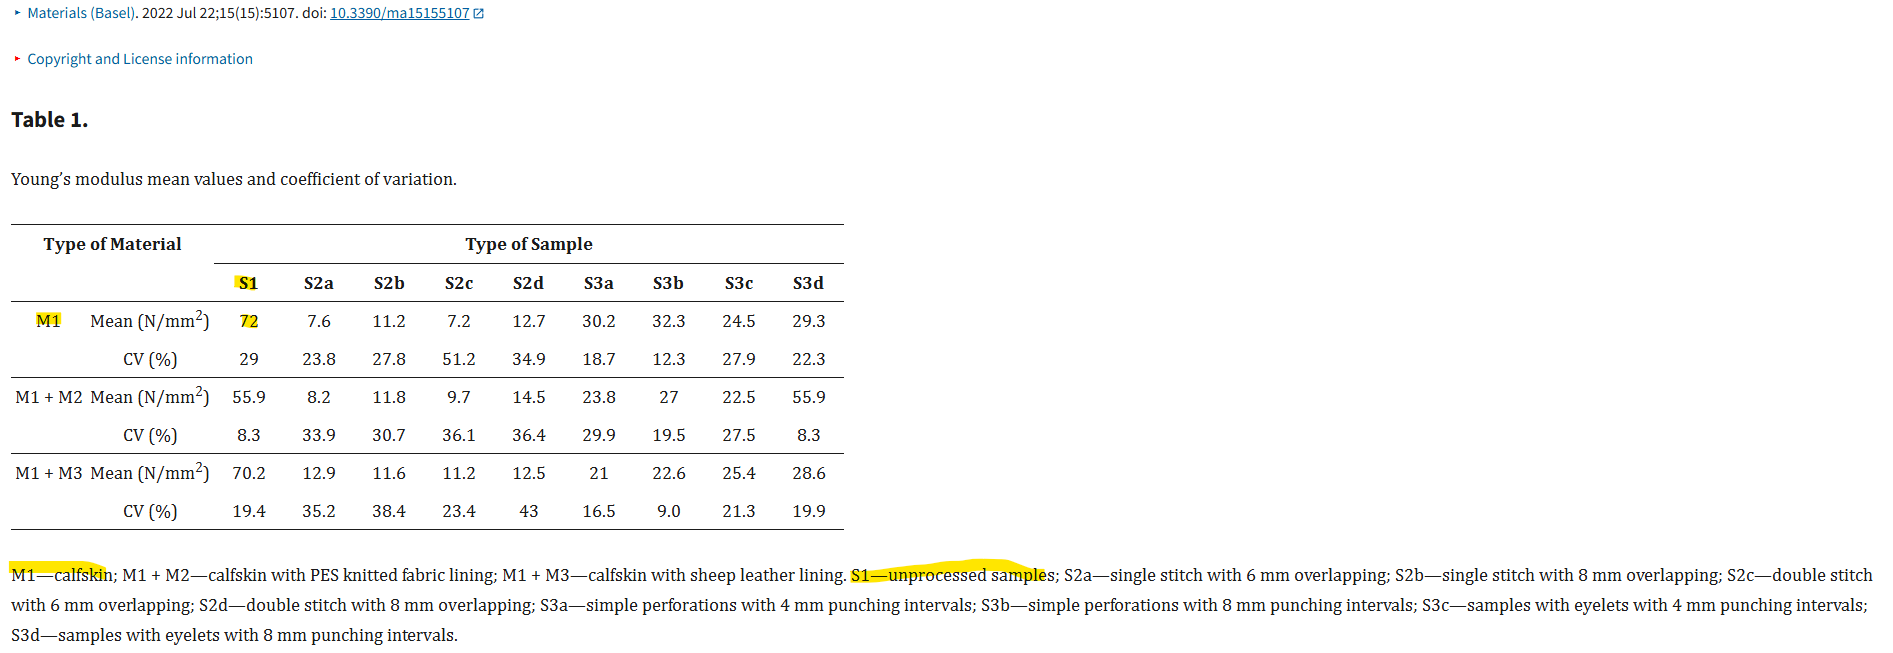 ‣ Materials (Basel). 2022 Jul 22;15(15):5107. doi: 10.3390/ma15155107
‣ Copyright and License information
Table 1.
Young’s modulus mean values and coefficient of variation.
Type of Material Type of Sample
S1 S2a S2b S2c S2d S3a S3b S3c S3d
M1 Mean (N/mm²) 72 7.6 11.2 7.2 12.7 30.2 32.3 24.5 29.3
CV (%) 29 23.8 27.8 51.2 34.9 18.7 12.3 27.9 22.3
M1 + M2 Mean (N/mm²) 55.9 8.2 11.8 9.7 14.5 23.8 27 22.5 55.9
CV (%) 8.3 33.9 30.7 36.1 36.4 29.9 19.5 27.5 8.3
M1 + M3 Mean (N/mm²) 70.2 12.9 11.6 11.2 12.5 21 22.6 25.4 28.6
CV (%) 19.4 35.2 38.4 23.4 43 16.5 9.0 21.3 19.9
M1—calfskin; M1 + M2—calfskin with PES knitted fabric lining; M1 + M3—calfskin with sheep leather lining. S1—unprocessed samples; S2a—single stitch with 6 mm overlapping; S2b—single stitch with 8 mm overlapping; S2c—double stitch
with 6 mm overlapping; S2d—double stitch with 8 mm overlapping; S3a—simple perforations with 4 mm punching intervals; S3b—simple perforations with 8 mm punching intervals; S3c—samples with eyelets with 4 mm punching intervals;
S3d—samples with eyelets with 8 mm punching intervals.